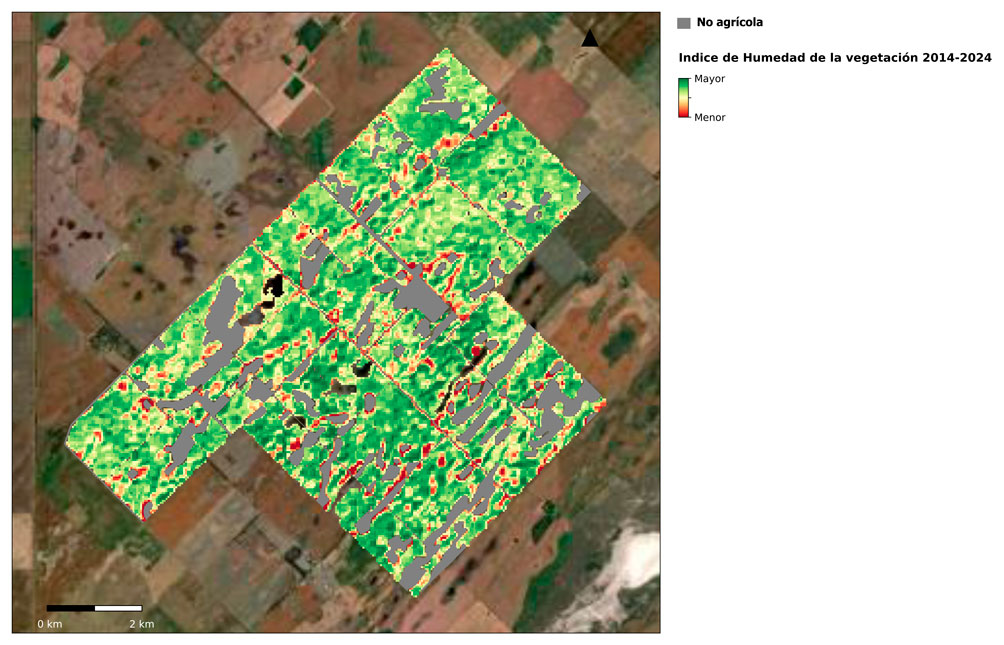 No agrícola
Indice de Humedad de la vegetación 2014-2024
Mayor
Menor
0 km 2 km